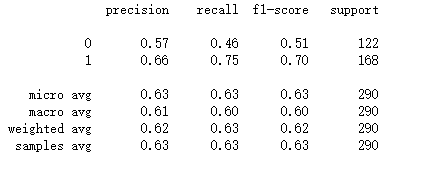 precision recall f1-score support
0 0.57 0.46 0.51 122
1 0.66 0.75 0.70 168
micro avg 0.63 0.63 0.63 290
macro avg 0.61 0.60 0.60 290
weighted avg 0.62 0.63 0.62 290
samples avg 0.63 0.63 0.63 290